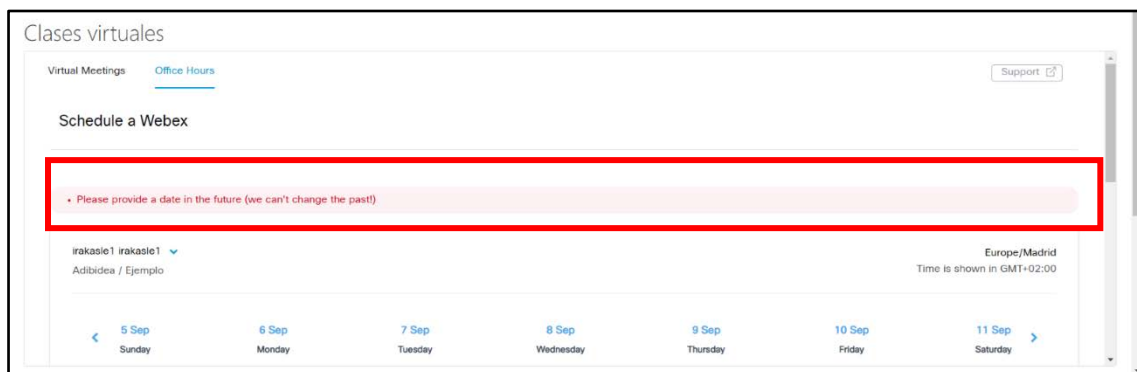 Clases virtuales
Virtual Meetings Office Hours Support
Schedule a Webex
• Please provide a date in the future (we can't change the past!)
irakasle1 irakasle1 Europe/Madrid
Adibidea / Ejemplo Time is shown in GMT+02:00
5 Sep 6 Sep 7 Sep 8 Sep 9 Sep 10 Sep 11 Sep
Sunday Monday Tuesday Wednesday Thursday Friday Saturday